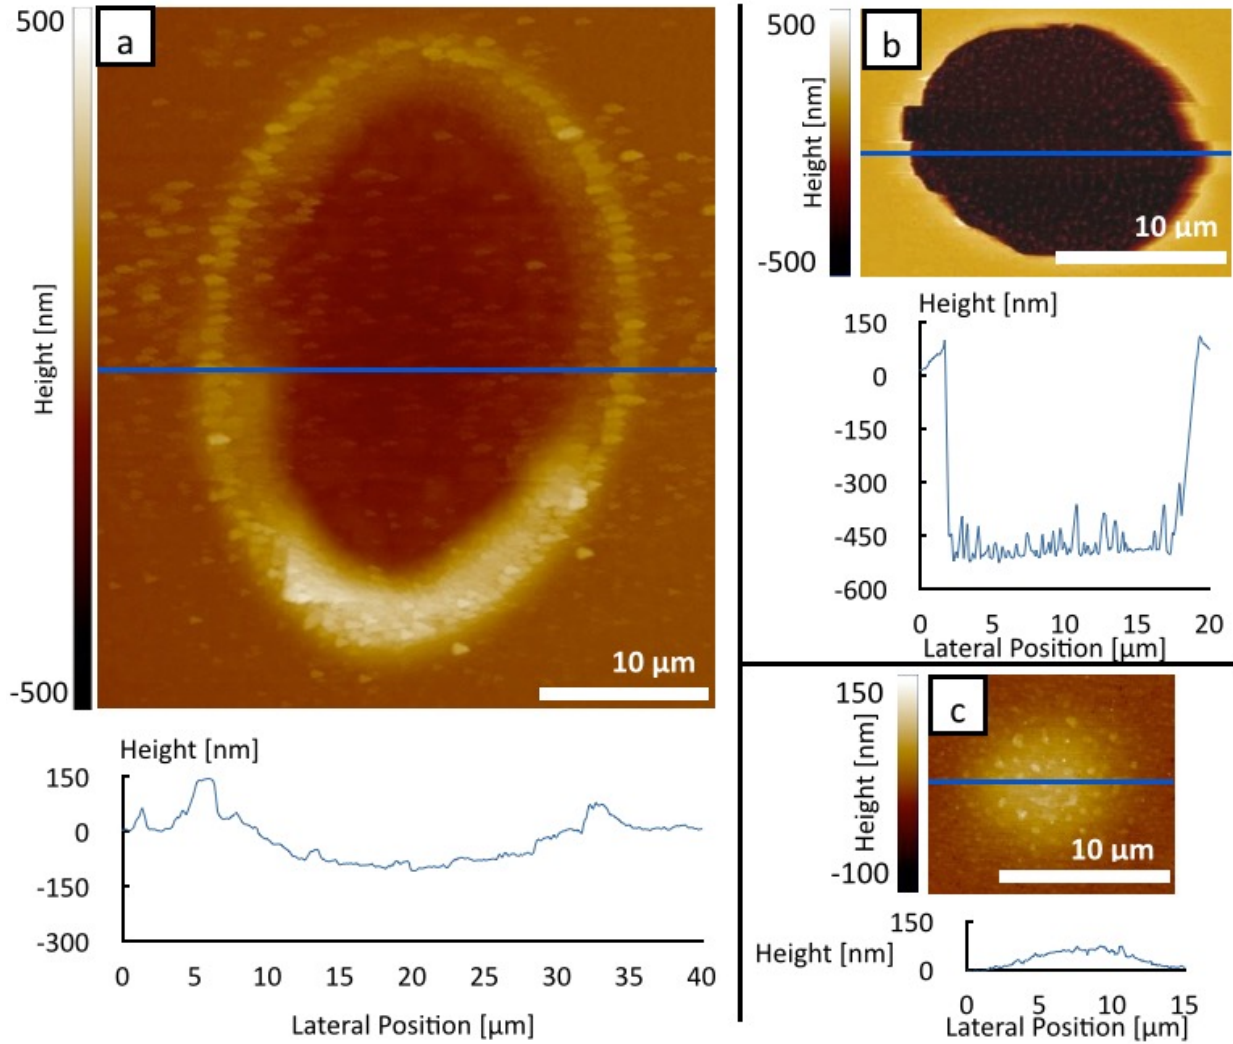 500
a
Height [nm]
-500
10 µm
Height [nm]
150
0
-150
-300
0 5 10 15 20 25 30 35 40
Lateral Position [µm]
500
b
Height [nm]
-500
10 µm
Height [nm]
150
0
-150
-300
-450
-600
0 5 10 15 20
Lateral Position [µm]
150
c
Height [nm]
-100
10 µm
150
Height [nm]
0
0 5 10 15
Lateral Position [µm]